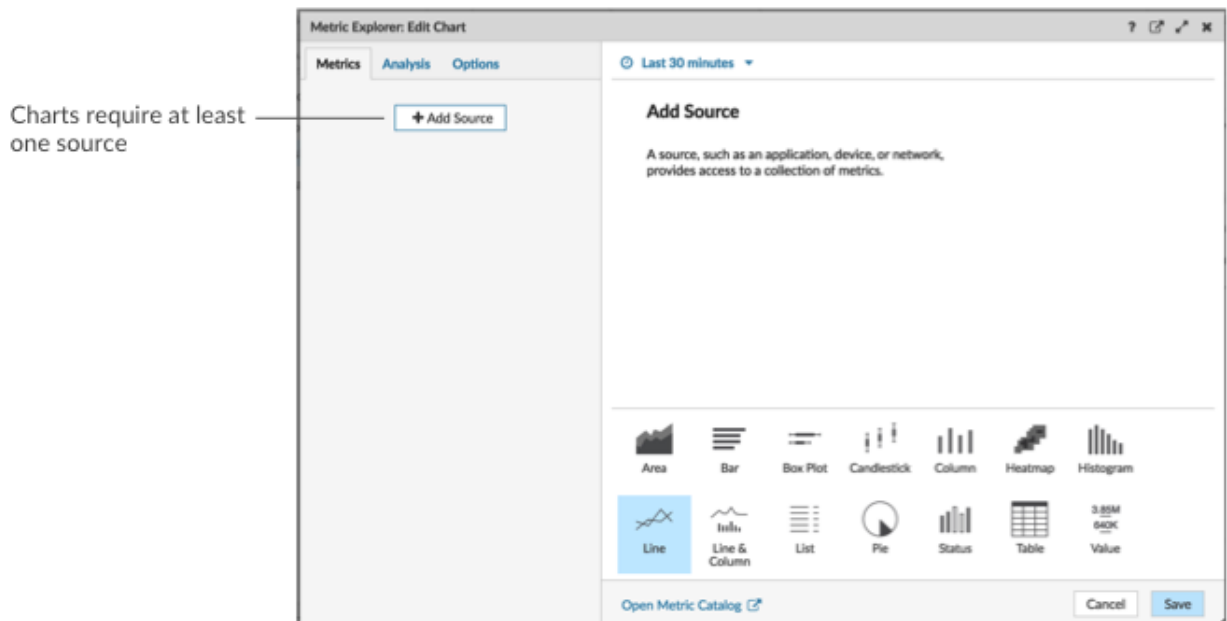 Metric Explorer: Edit Chart
?
Metrics Analysis Options
Last 30 minutes
Charts require at least
one source
+ Add Source
Add Source
A source, such as an application, device, or network,
provides access to a collection of metrics.
Area Bar Box Plot Candlestick Column Heatmap Histogram
3.85M
640K
Line Line & Column List Pie Status Table Value
Open Metric Catalog
Cancel Save